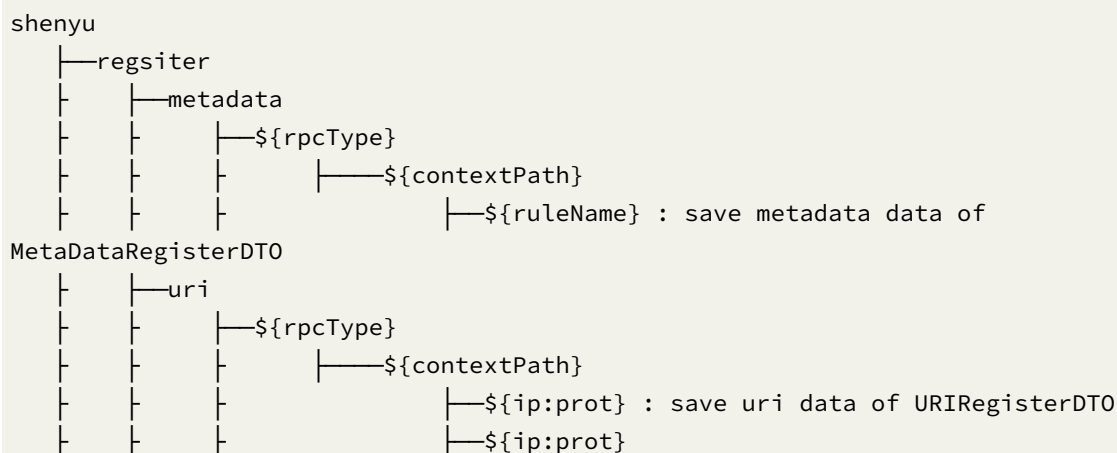 shenyu
   ├──regsiter
   ├    ├──metadata
   ├    ├     ├──${rpcType}
   ├    ├     ├      ├────${contextPath}
   ├    ├     ├               ├──${ruleName} : save metadata data of
MetaDataRegisterDTO
   ├    ├──uri
   ├    ├     ├──${rpcType}
   ├    ├     ├      ├────${contextPath}
   ├    ├     ├               ├──${ip:prot} : save uri data of URIRegisterDTO
   ├    ├     ├               ├──${ip:prot}